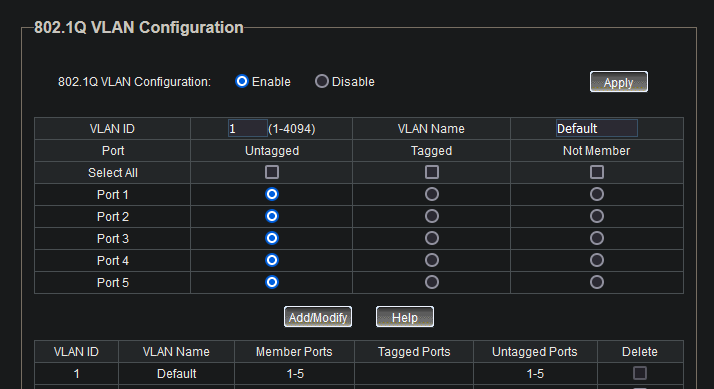 802.1Q VLAN Configuration
802.1Q VLAN Configuration: Enable Disable Apply
VLAN ID 1 (1-4094) VLAN Name Default
Port Untagged Tagged Not Member
Select All
Port 1
Port 2
Port 3
Port 4
Port 5
Add/Modify Help
VLAN ID VLAN Name Member Ports Tagged Ports Untagged Ports Delete
1 Default 1-5 1-5